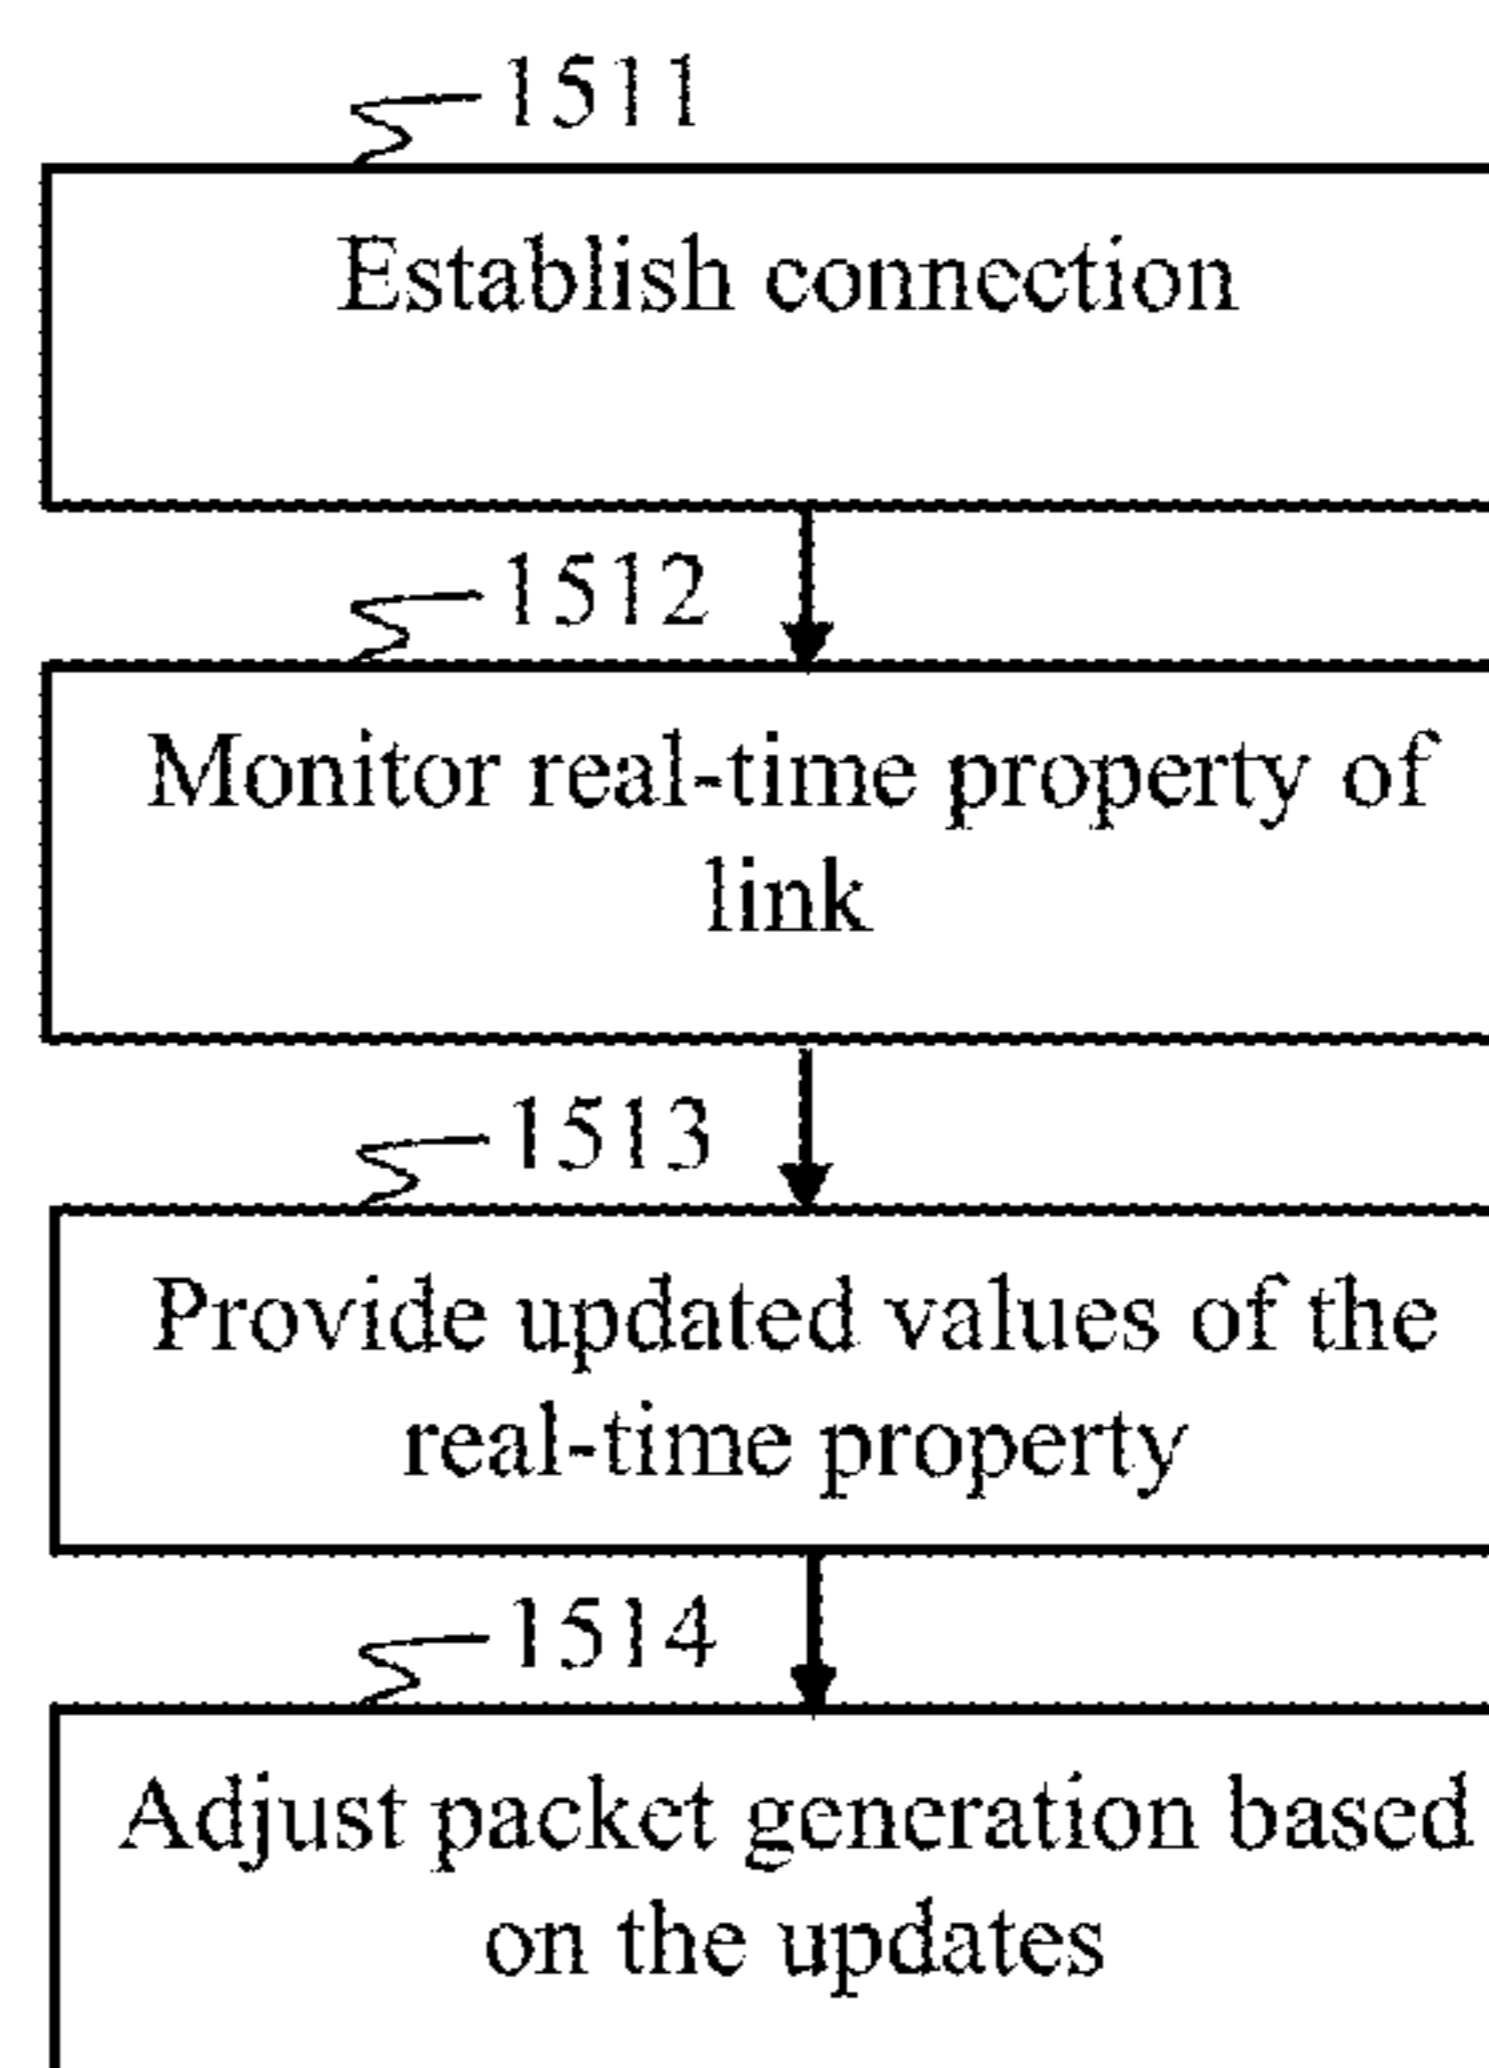 1511
Establish connection
1512
Monitor real-time property of
link
1513
Provide updated values of the
real-time property
1514
Adjust packet generation based
on the updates